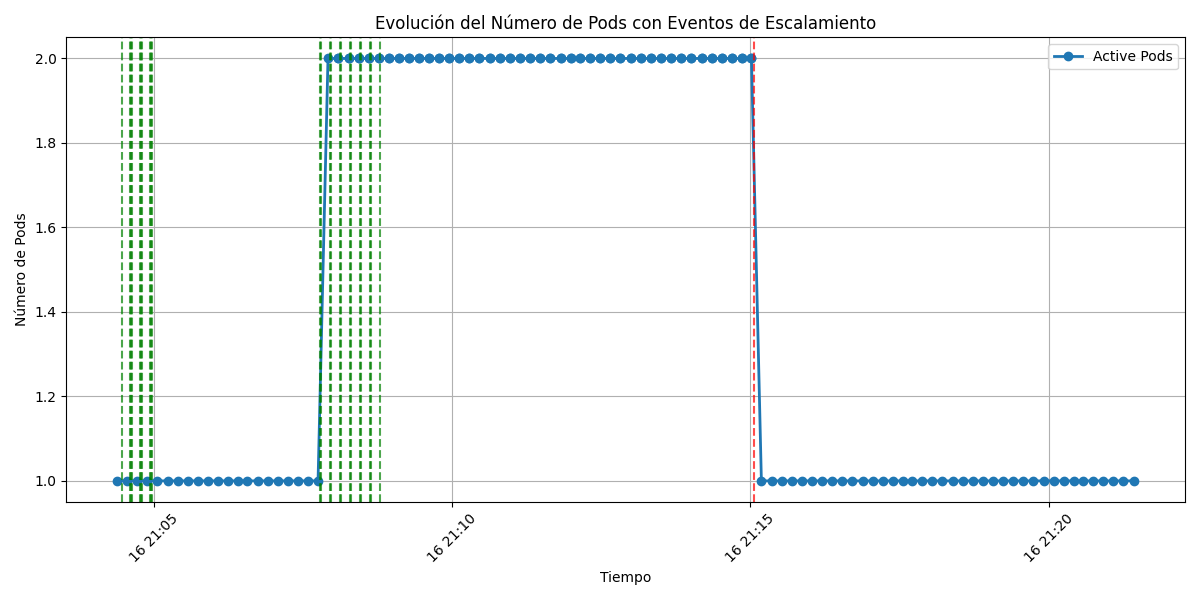 Evolución del Número de Pods con Eventos de Escalamiento
Active Pods
Número de Pods
2.0
1.8
1.6
1.4
1.2
1.0
16 21:05
16 21:10
16 21:15
16 21:20
Tiempo